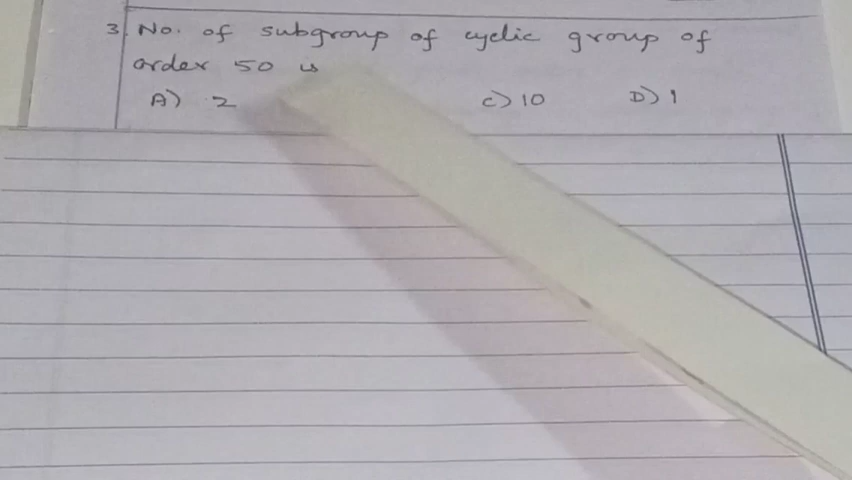 3. No. of subgroup of cyclic group of
order 50 is
A) 2 C) 10 D) 1